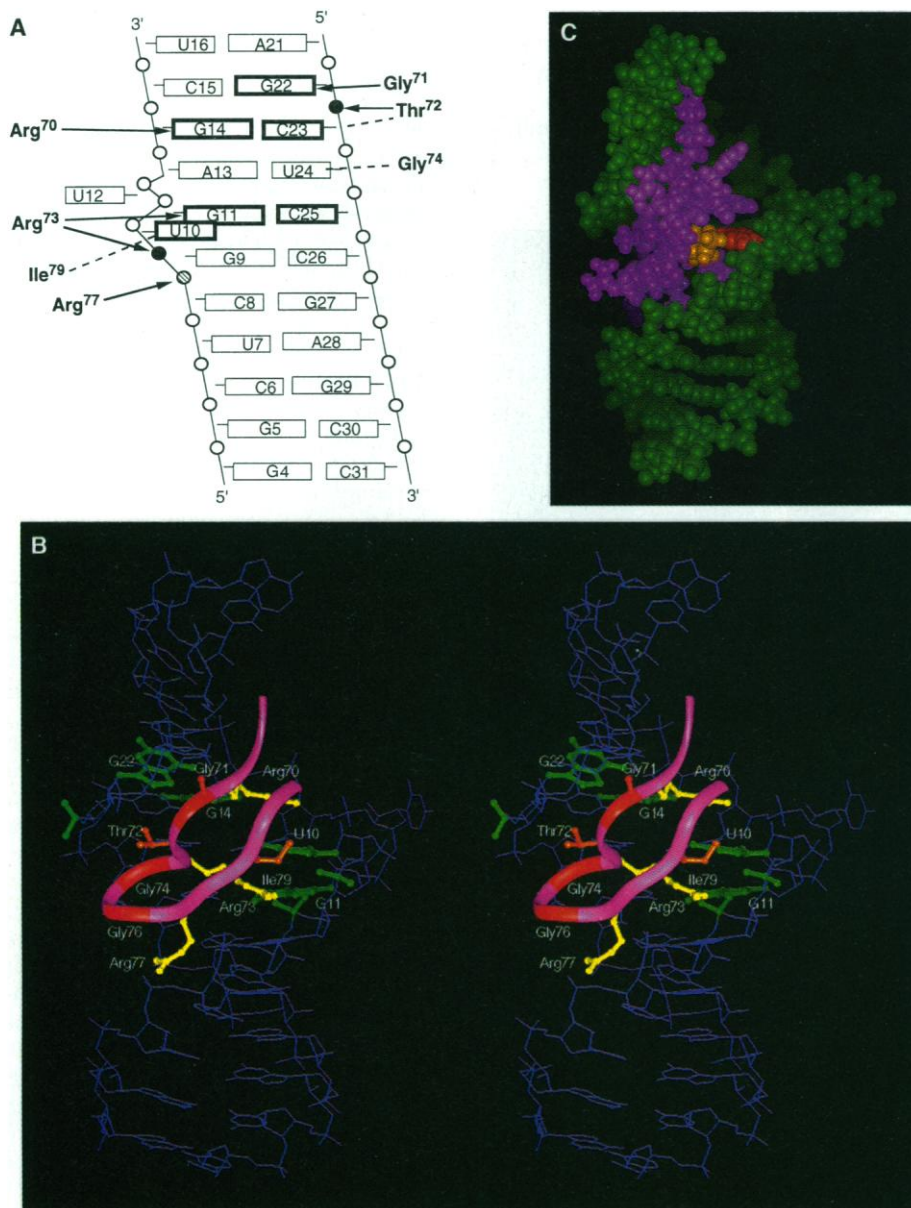 A
3'
5'
U16
A21
C15
G22
Gly71
Thr72
Arg70
G14
C23
A13
U24
Gly74
U12
Arg73
G11
C25
U10
Ile79
G9
C26
Arg77
C8
G27
U7
A28
C6
G29
G5
C30
G4
C31
5'
3'
C
B
G22
Gly71
Arg70
G14
Thr72
U10
Gly74
Ile79
Arg73
G11
Gly76
Arg77
G22
Gly71
Arg70
G14
Thr72
U10
Gly74
Ile79
Arg73
G11
Gly76
Arg77